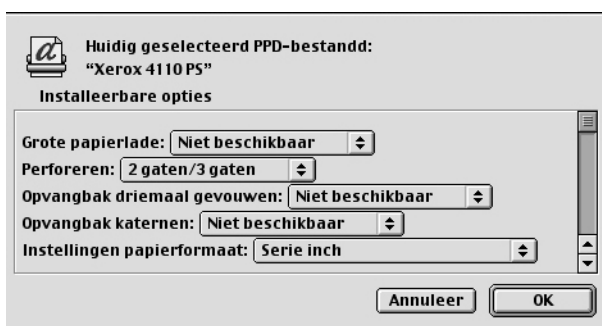 Huidig geselecteerd PPD-bestandd:
“Xerox 4110 PS”
Installeerbare opties
Grote papierlade: Niet beschikbaar
Perforeren: 2 gaten/3 gaten
Opvangbak driemaal gevouwen: Niet beschikbaar
Opvangbak katernen: Niet beschikbaar
Instellingen papierformaat: Serie inch
Annuleer OK